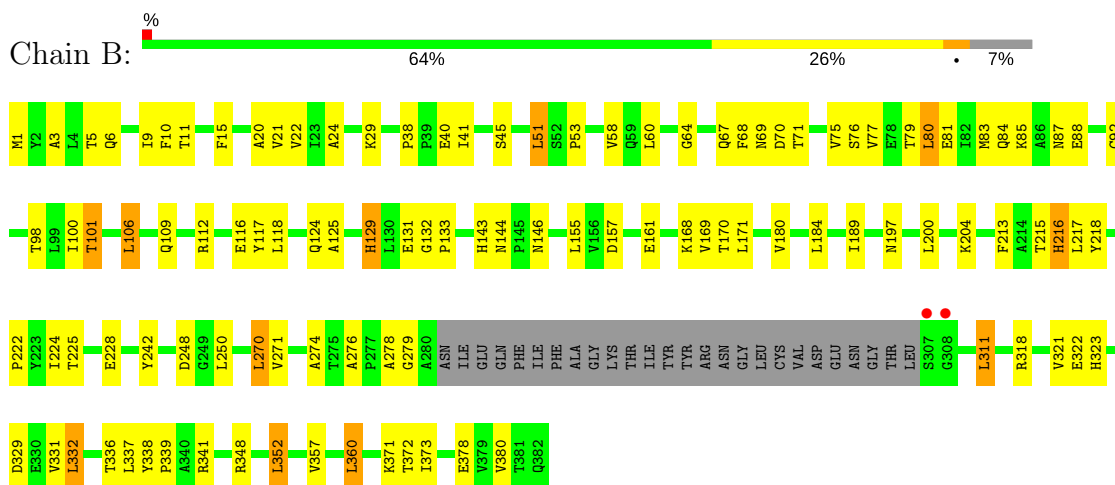 %
Chain B:
64% 26% • 7%
M1 Y2 A3 L4 T5 Q6 I9 F10 T11 F15 A20 V21 V22 I23 A24 K29 P38 P39 E40 I41 S45 L51 S52 P53 V58 Q59 L60 G64 Q67 F68 N69 D70 T71 V75 S76 V77 E78 T79 L80 E81 I82 M83 Q84 K85 A86 N87 E88
T98 L99 I100 T101 L106 Q109 R112 E116 Y117 L118 Q124 A125 H129 L130 E131 G132 P133 H143 N144 P145 N146 L155 V156 D157 E161 K168 V169 T170 L171 V180 L184 I189 N197 L200 K204 F213 A214 T215 H216 L217 Y218
P222 Y223 I224 T225 E228 Y242 D248 G249 L250 L270 V271 A274 T275 A276 P277 A278 G279 A280 ASN ILE GLU GLN PHE ILE PHE ALA GLY LYS THR ILE TYR TYR ARG ASN GLY LEU CYS VAL ASP GLU ASN GLY THR LEU S307 G308 L311 R318 V321 E322 H323
D329 E330 V331 L332 T336 L337 Y338 P339 A340 R341 R348 L352 V357 L360 K371 T372 I373 E378 V379 V380 T381 Q382